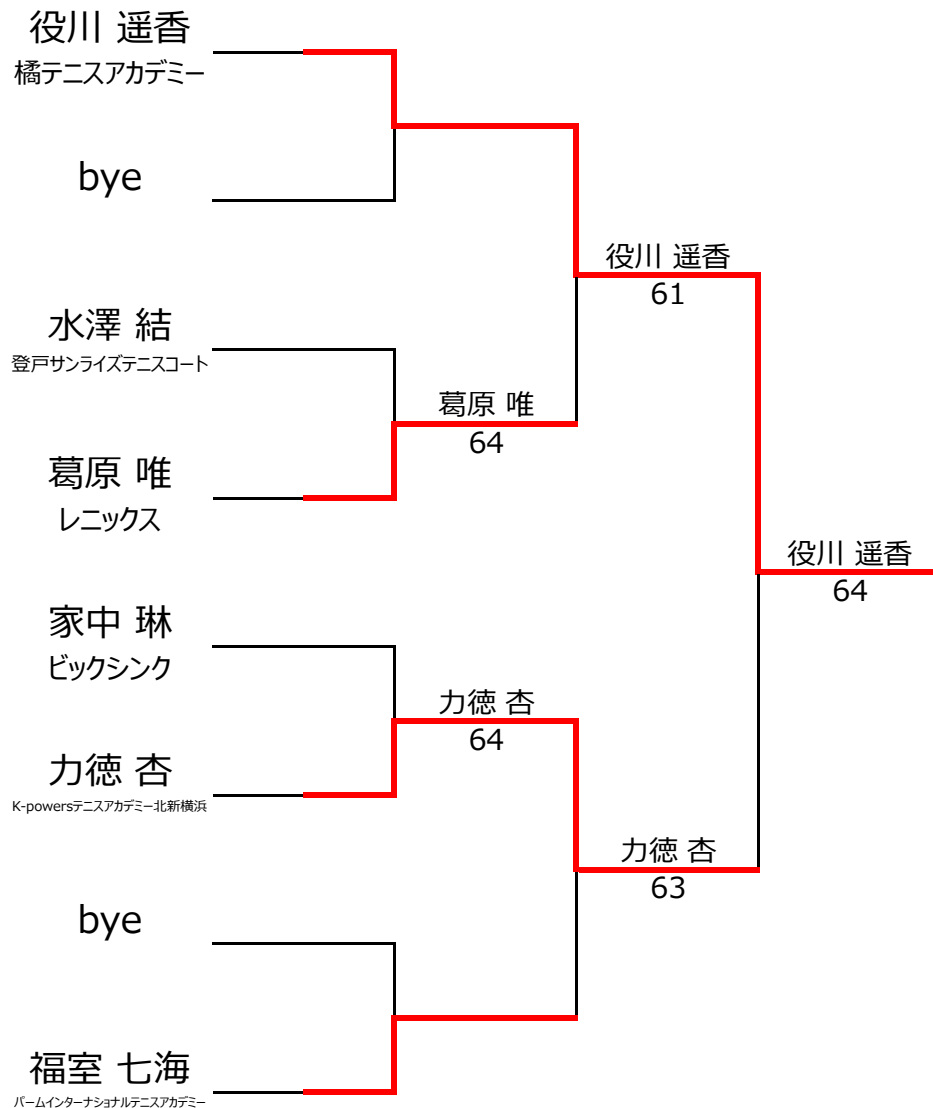 役川 遥香
橘テニスアカデミー
bye
水澤 結
登戸サンライズテニスコート
葛原 唯
レニックス
家中 琳
ビックシンク
力徳 杏
K-powersテニスアカデミー北新横浜
bye
福室 七海
パームインターナショナルテニスアカデミー
葛原 唯
64
力徳 杏
64
役川 遥香
61
力徳 杏
63
役川 遥香
64